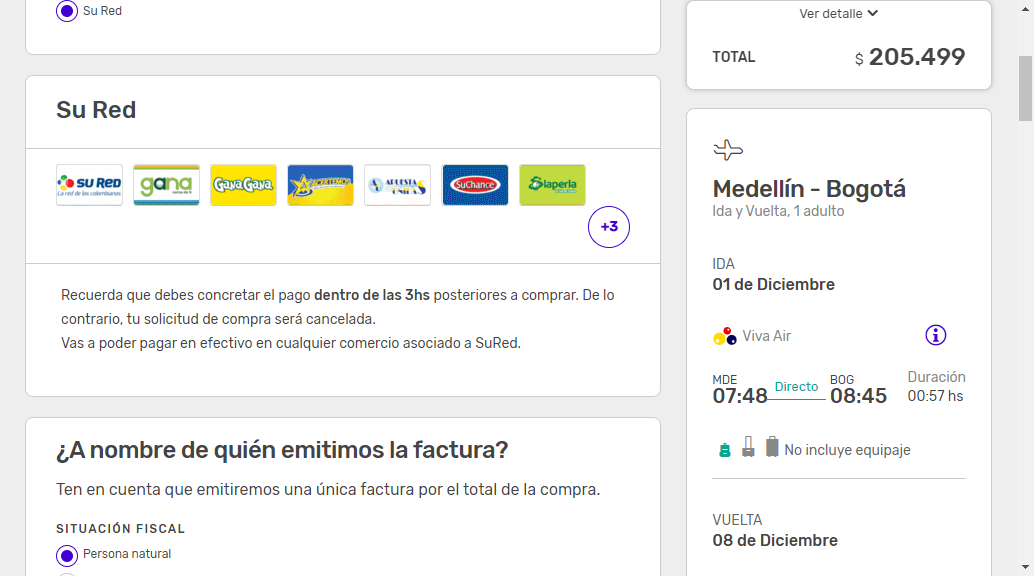 Su Red
Ver detalle
TOTAL
$ 205.499
Su Red
SU RED
La red de los colombianos
gana
Gana Gana
APUESTA
UNIDAS
SuChance
laperla
+3
Recuerda que debes concretar el pago dentro de las 3hs posteriores a comprar. De lo
contrario, tu solicitud de compra será cancelada.
Vas a poder pagar en efectivo en cualquier comercio asociado a SuRed.
¿A nombre de quién emitimos la factura?
Ten en cuenta que emitiremos una única factura por el total de la compra.
SITUACIÓN FISCAL
Persona natural
Medellín - Bogotá
Ida y Vuelta, 1 adulto
IDA
01 de Diciembre
Viva Air
MDE
07:48
Directo
BOG
08:45
Duración
00:57 hs
No incluye equipaje
VUELTA
08 de Diciembre